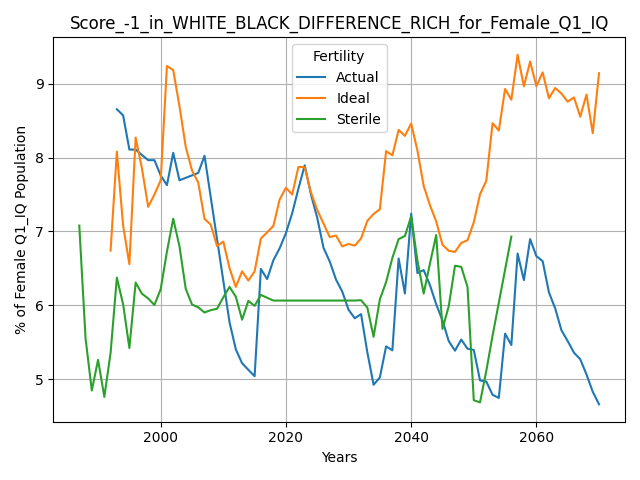 Score_-1_in_WHITE_BLACK_DIFFERENCE_RICH_for_Female_Q1_IQ
Fertility
Actual
Ideal
Sterile
% of Female Q1_IQ Population
9
8
7
6
5
2000 2020 2040 2060
Years